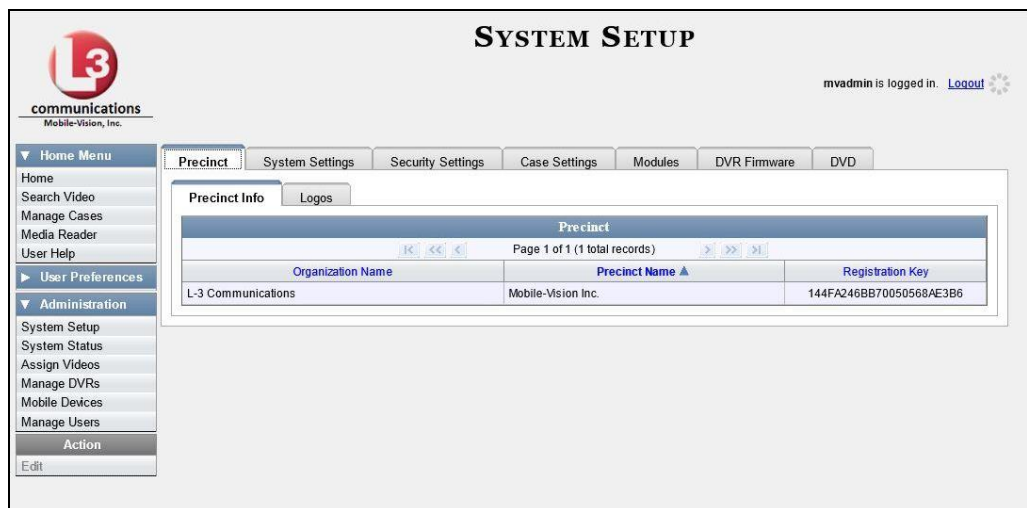 SYSTEM SETUP
L3
communications
Mobile-Vision, Inc.
mvadmin is logged in. Logout
Home Menu
Home
Search Video
Manage Cases
Media Reader
User Help
User Preferences
Administration
System Setup
System Status
Assign Videos
Manage DVRs
Mobile Devices
Manage Users
Action
Edit
Precinct System Settings Security Settings Case Settings Modules DVR Firmware DVD
Precinct Info Logos
Precinct
Page 1 of 1 (1 total records)
Organization Name Precinct Name Registration Key
L-3 Communications Mobile-Vision Inc. 144FA246BB70050568AE3B6